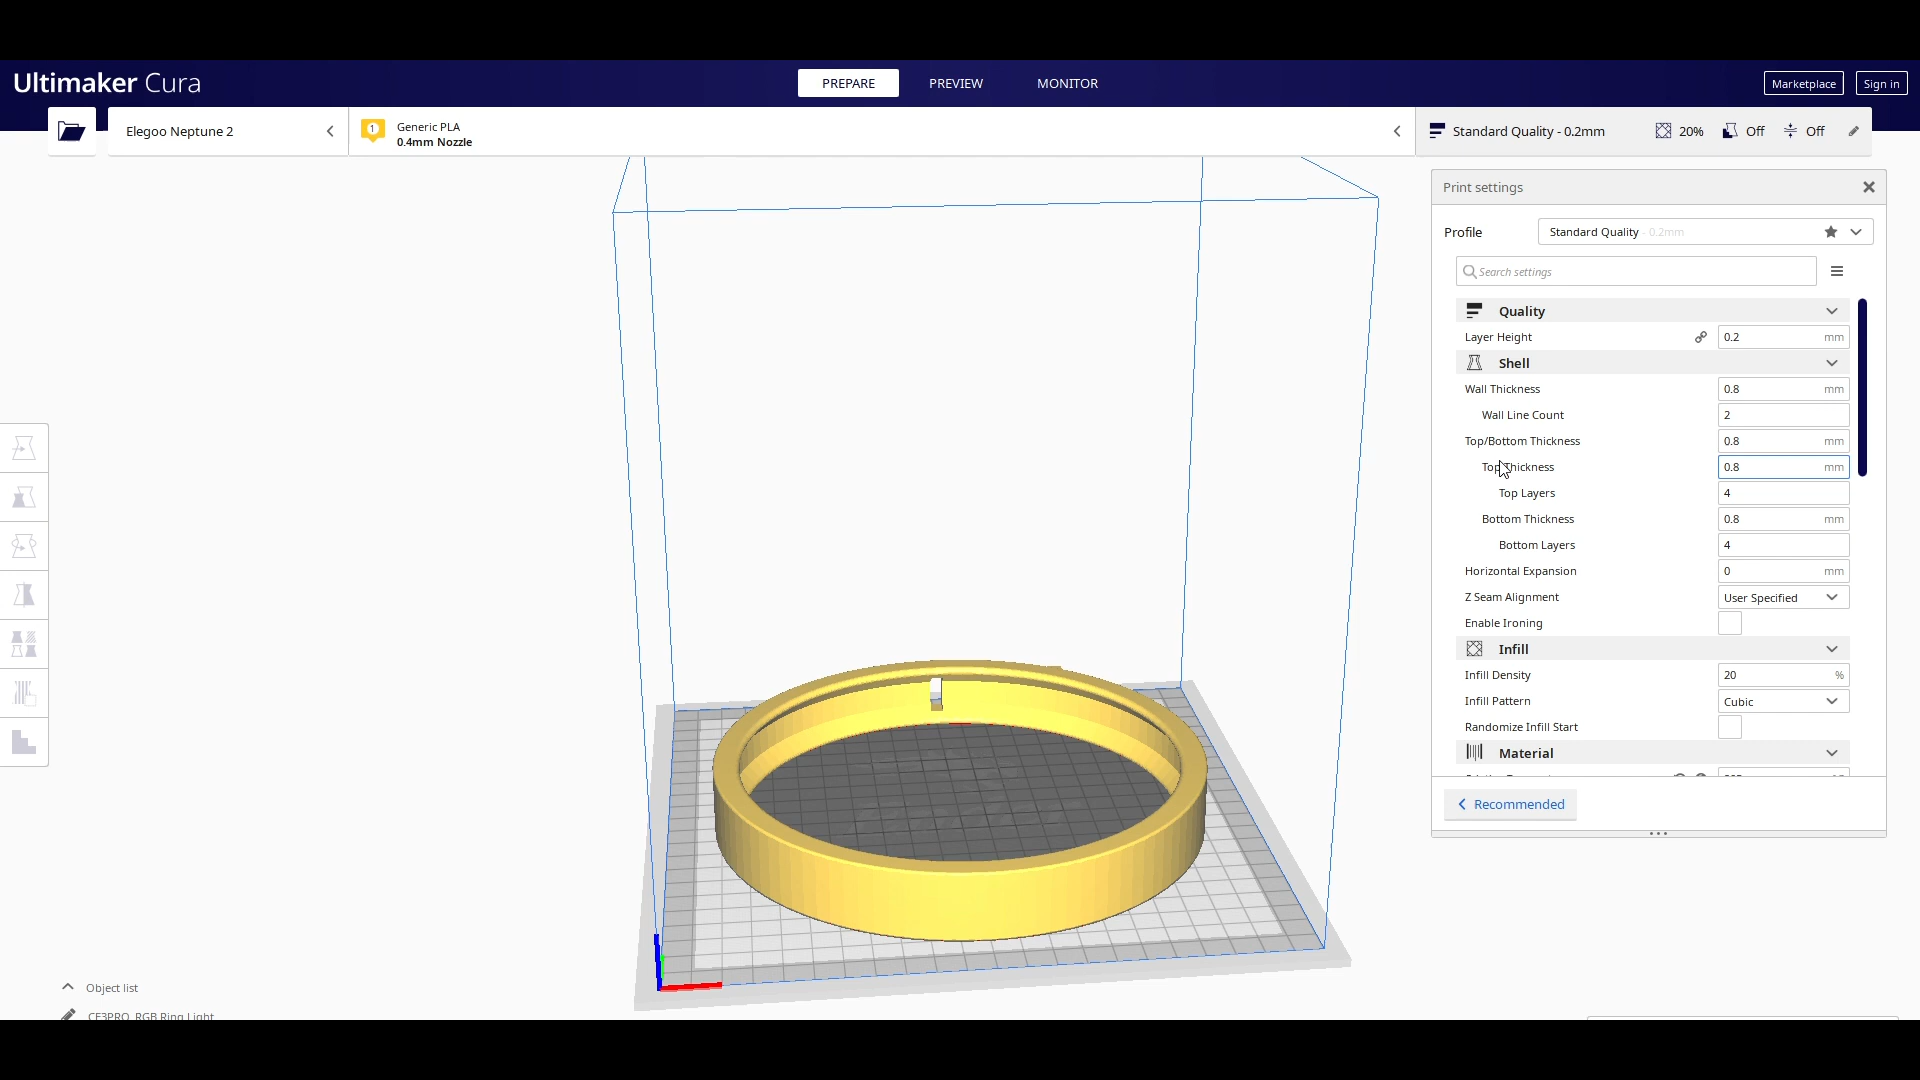 Ultimaker Cura
PREPARE
PREVIEW
MONITOR
Marketplace
Sign in
Elegoo Neptune 2
1
Generic PLA
0.4mm Nozzle
Standard Quality - 0.2mm
20%
Off
Off
Print settings
Profile
Standard Quality - 0.2mm
Search settings
Quality
Layer Height 0.2 mm
Shell
Wall Thickness 0.8 mm
Wall Line Count 2
Top/Bottom Thickness 0.8 mm
Top Thickness 0.8 mm
Top Layers 4
Bottom Thickness 0.8 mm
Bottom Layers 4
Horizontal Expansion 0 mm
Z Seam Alignment User Specified
Enable Ironing
Infill
Infill Density 20 %
Infill Pattern Cubic
Randomize Infill Start
Material
Recommended
Object list
CE3PRO_RGB Ring Light